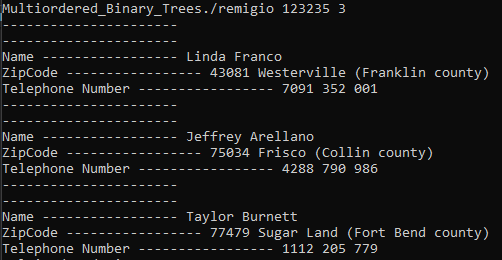 Multiordered_Binary_Trees./remigio 123235 3
----------------------
----------------------
Name ----------------- Linda Franco
ZipCode ----------------- 43081 Westerville (Franklin county)
Telephone Number ----------------- 7091 352 001
----------------------
----------------------
Name ----------------- Jeffrey Arellano
ZipCode ----------------- 75034 Frisco (Collin county)
Telephone Number ----------------- 4288 790 986
----------------------
----------------------
Name ----------------- Taylor Burnett
ZipCode ----------------- 77479 Sugar Land (Fort Bend county)
Telephone Number ----------------- 1112 205 779